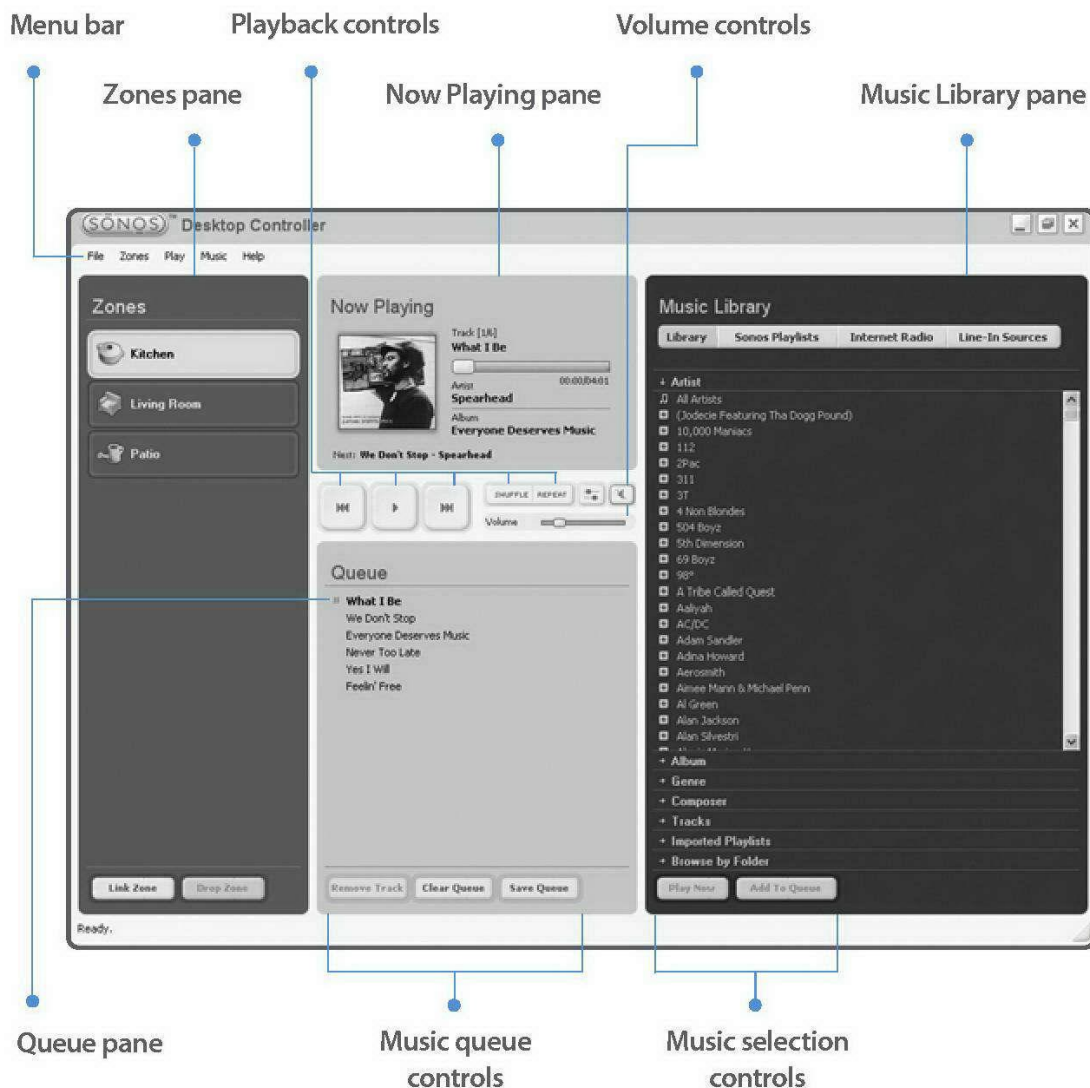 Menu bar
Playback controls
Volume controls
Zones pane
Now Playing pane
Music Library pane
SONOS™ Desktop Controller
File Zones Play Music Help
Zones
Kitchen
Living Room
Patio
Link Zone Drop Zone
Now Playing
Track [1/6]
What I Be
00:00/04:01
Artist
Spearhead
Album
Everyone Deserves Music
Next: We Don't Stop - Spearhead
SHUFFLE REPEAT
Volume
Queue
What I Be
We Don't Stop
Everyone Deserves Music
Never Too Late
Yes I Will
Feelin' Free
Remove Track Clear Queue Save Queue
Music Library
Library Sonos Playlists Internet Radio Line-In Sources
Artist
All Artists
(Jodecie Featuring Tha Dogg Pound)
10,000 Maniacs
112
2Pac
311
3T
4 Non Blondes
504 Boyz
5th Dimension
69 Boyz
98°
A Tribe Called Quest
Aaliyah
AC/DC
Adam Sandler
Adina Howard
Aerosmith
Aimee Mann & Michael Penn
Al Green
Alan Jackson
Alan Silvestri
+ Album
+ Genre
+ Composer
+ Tracks
+ Imported Playlists
+ Browse by Folder
Play Now Add To Queue
Ready.
Queue pane
Music queue
controls
Music selection
controls